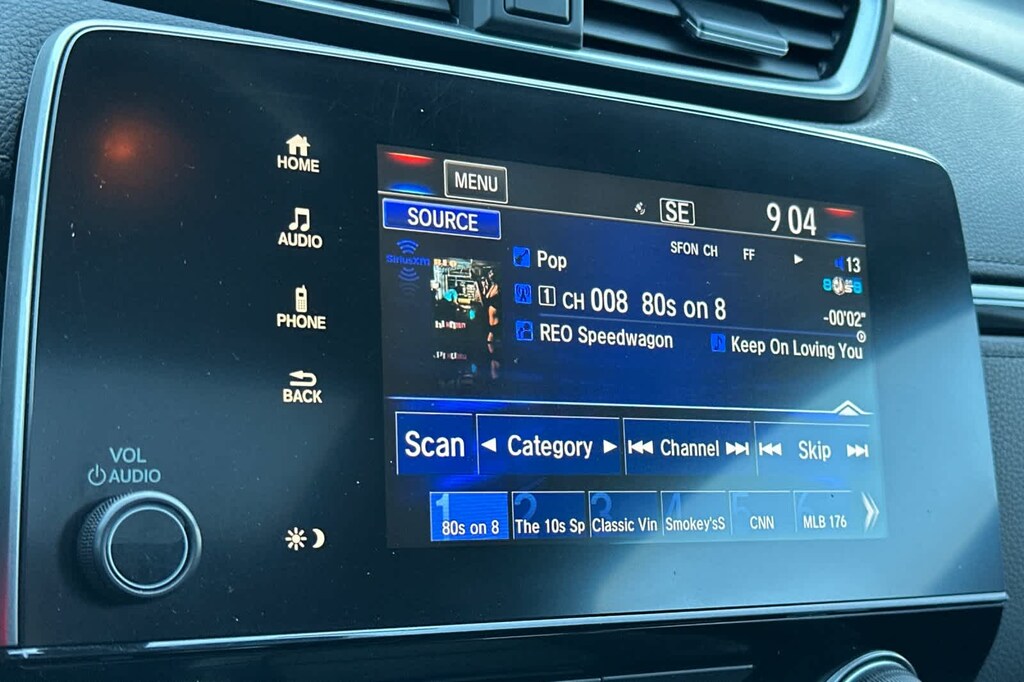 HOME
AUDIO
PHONE
BACK
VOL
AUDIO
MENU
SE
9 04
SOURCE
SFON CH FF
SiriusXM
Pop
13
1 CH 008 80s on 8
-00'02"
REO Speedwagon
Keep On Loving You
Scan
Category
Channel
Skip
1 80s on 8
2 The 10s Sp
3 Classic Vin
4 Smokey'sS
5 CNN
6 MLB 176